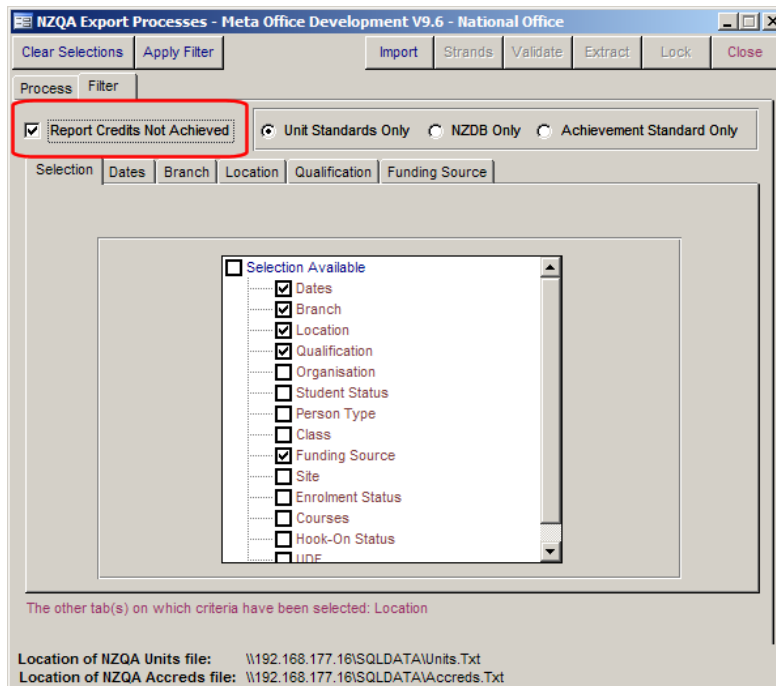 NZQA Export Processes - Meta Office Development V9.6 - National Office
Clear Selections Apply Filter Import Strands Validate Extract Lock Close
Process Filter
Report Credits Not Achieved Unit Standards Only NZDB Only Achievement Standard Only
Selection Dates Branch Location Qualification Funding Source
Selection Available
Dates
Branch
Location
Qualification
Organisation
Student Status
Person Type
Class
Funding Source
Site
Enrolment Status
Courses
Hook-On Status
UDF
The other tab(s) on which criteria have been selected: Location
Location of NZQA Units file: \\192.168.177.16\SQLDATA\Units.Txt
Location of NZQA Accreds file: \\192.168.177.16\SQLDATA\Accreds.Txt